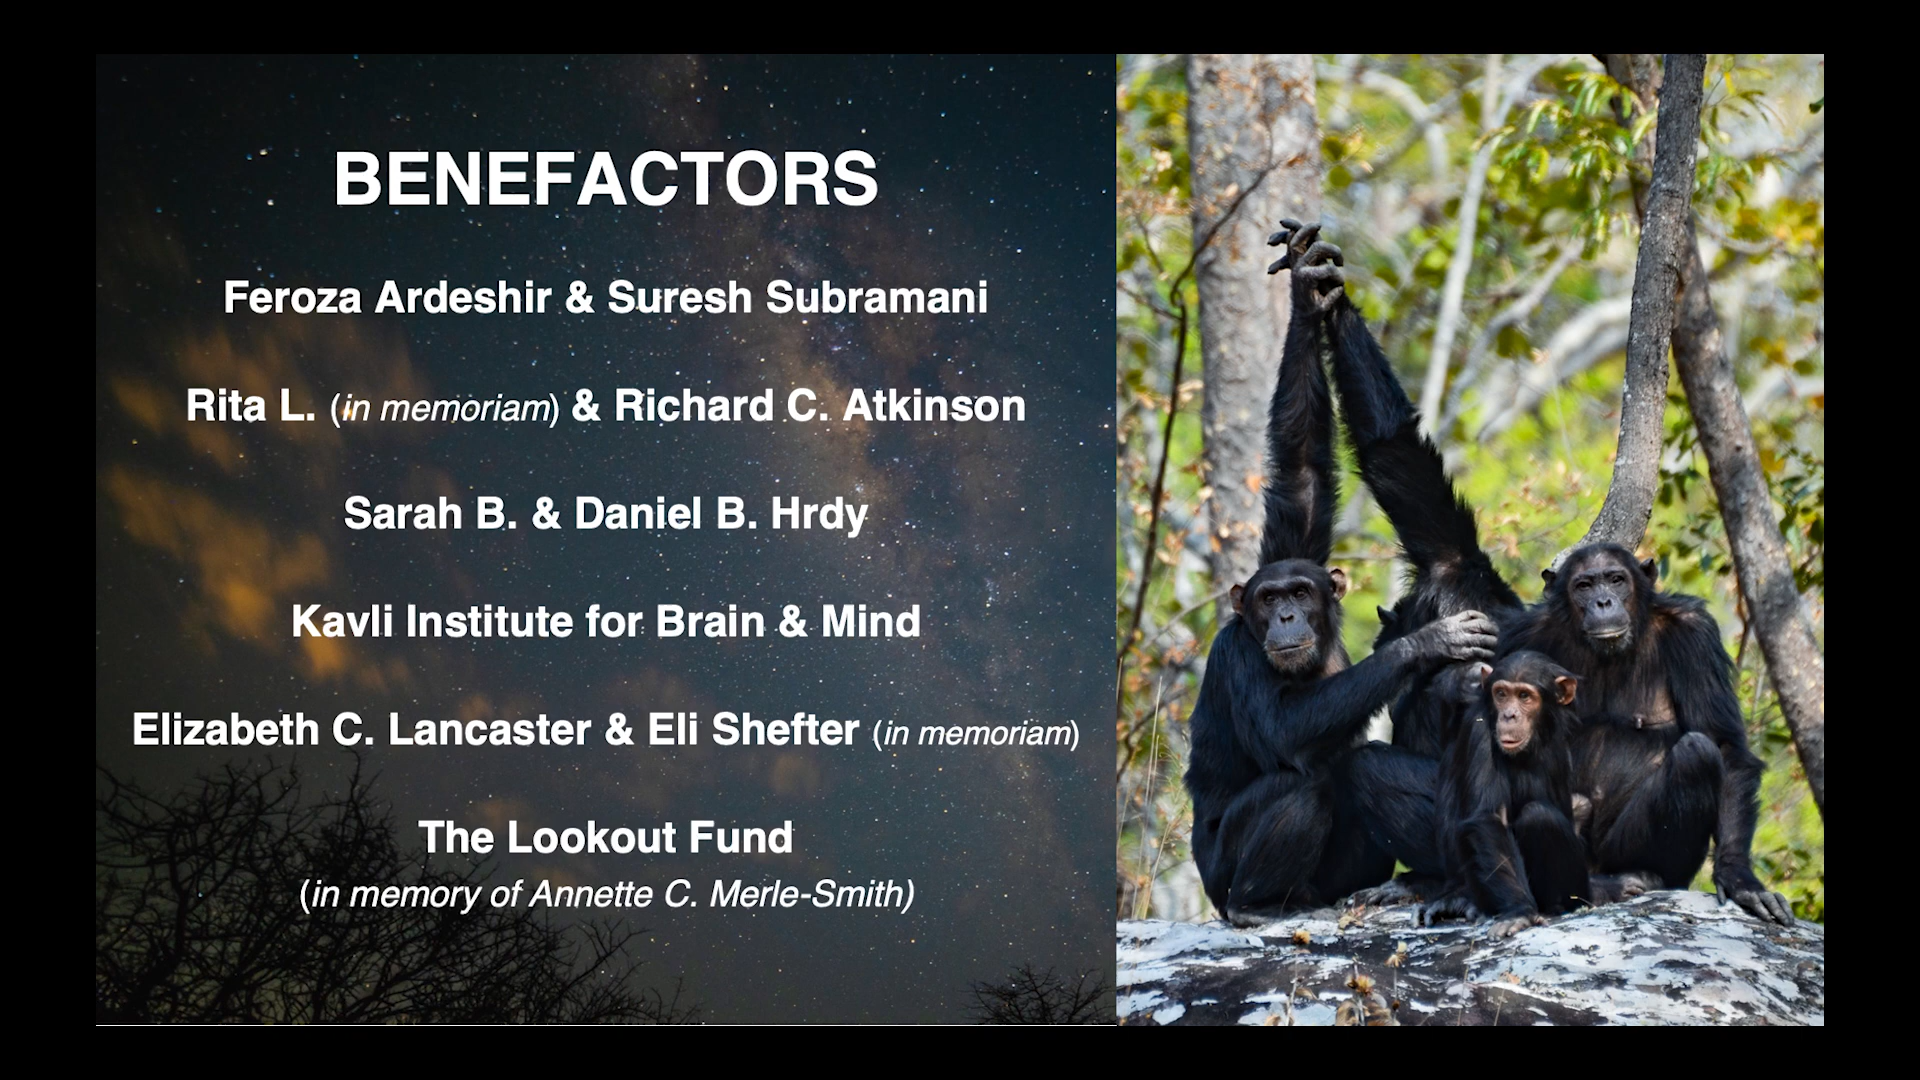 BENEFACTORS
Feroza Ardeshir & Suresh Subramani
Rita L. (in memoriam) & Richard C. Atkinson
Sarah B. & Daniel B. Hrdy
Kavli Institute for Brain & Mind
Elizabeth C. Lancaster & Eli Shefter (in memoriam)
The Lookout Fund
(in memory of Annette C. Merle-Smith)